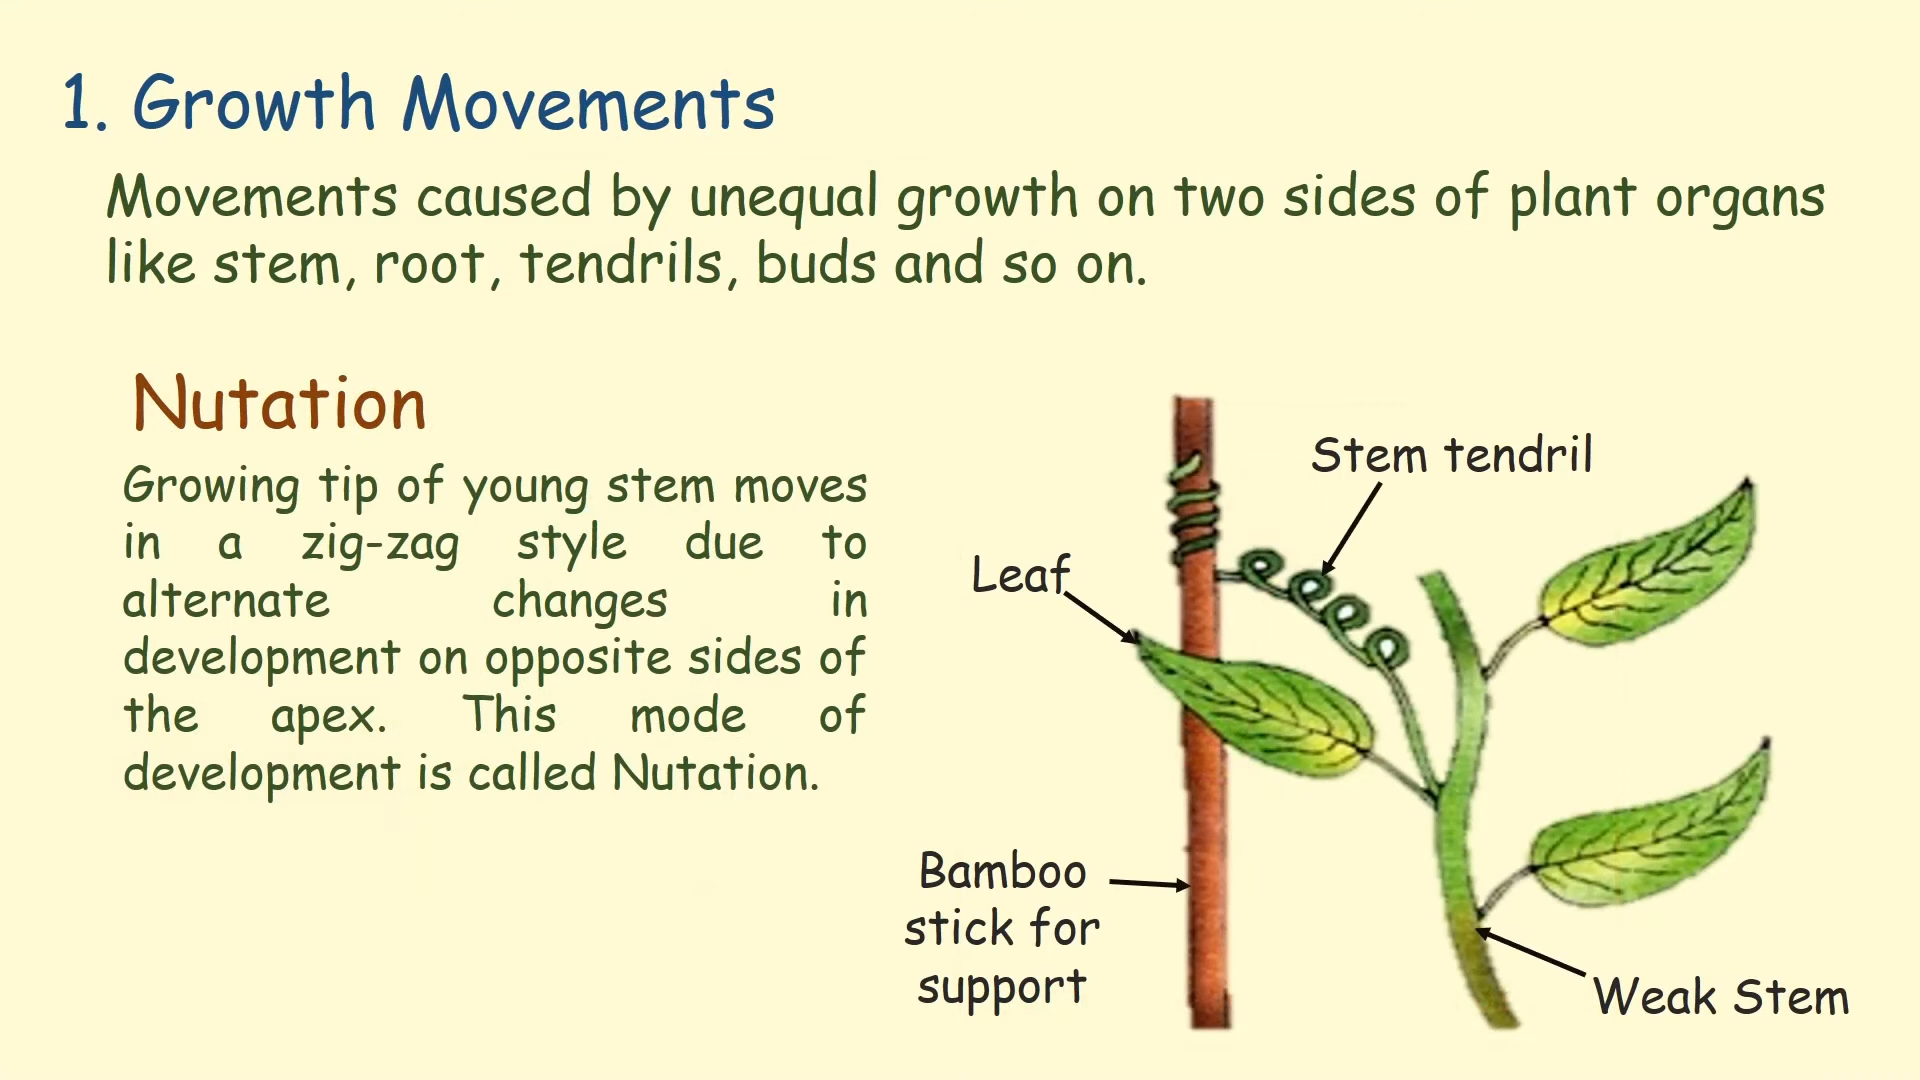 1. Growth Movements
Movements caused by unequal growth on two sides of plant organs
like stem, root, tendrils, buds and so on.
Nutation
Growing tip of young stem moves
in a zig-zag style due to
alternate changes in
development on opposite sides of
the apex. This mode of
development is called Nutation.
Stem tendril
Leaf
Bamboo
stick for
support
Weak Stem